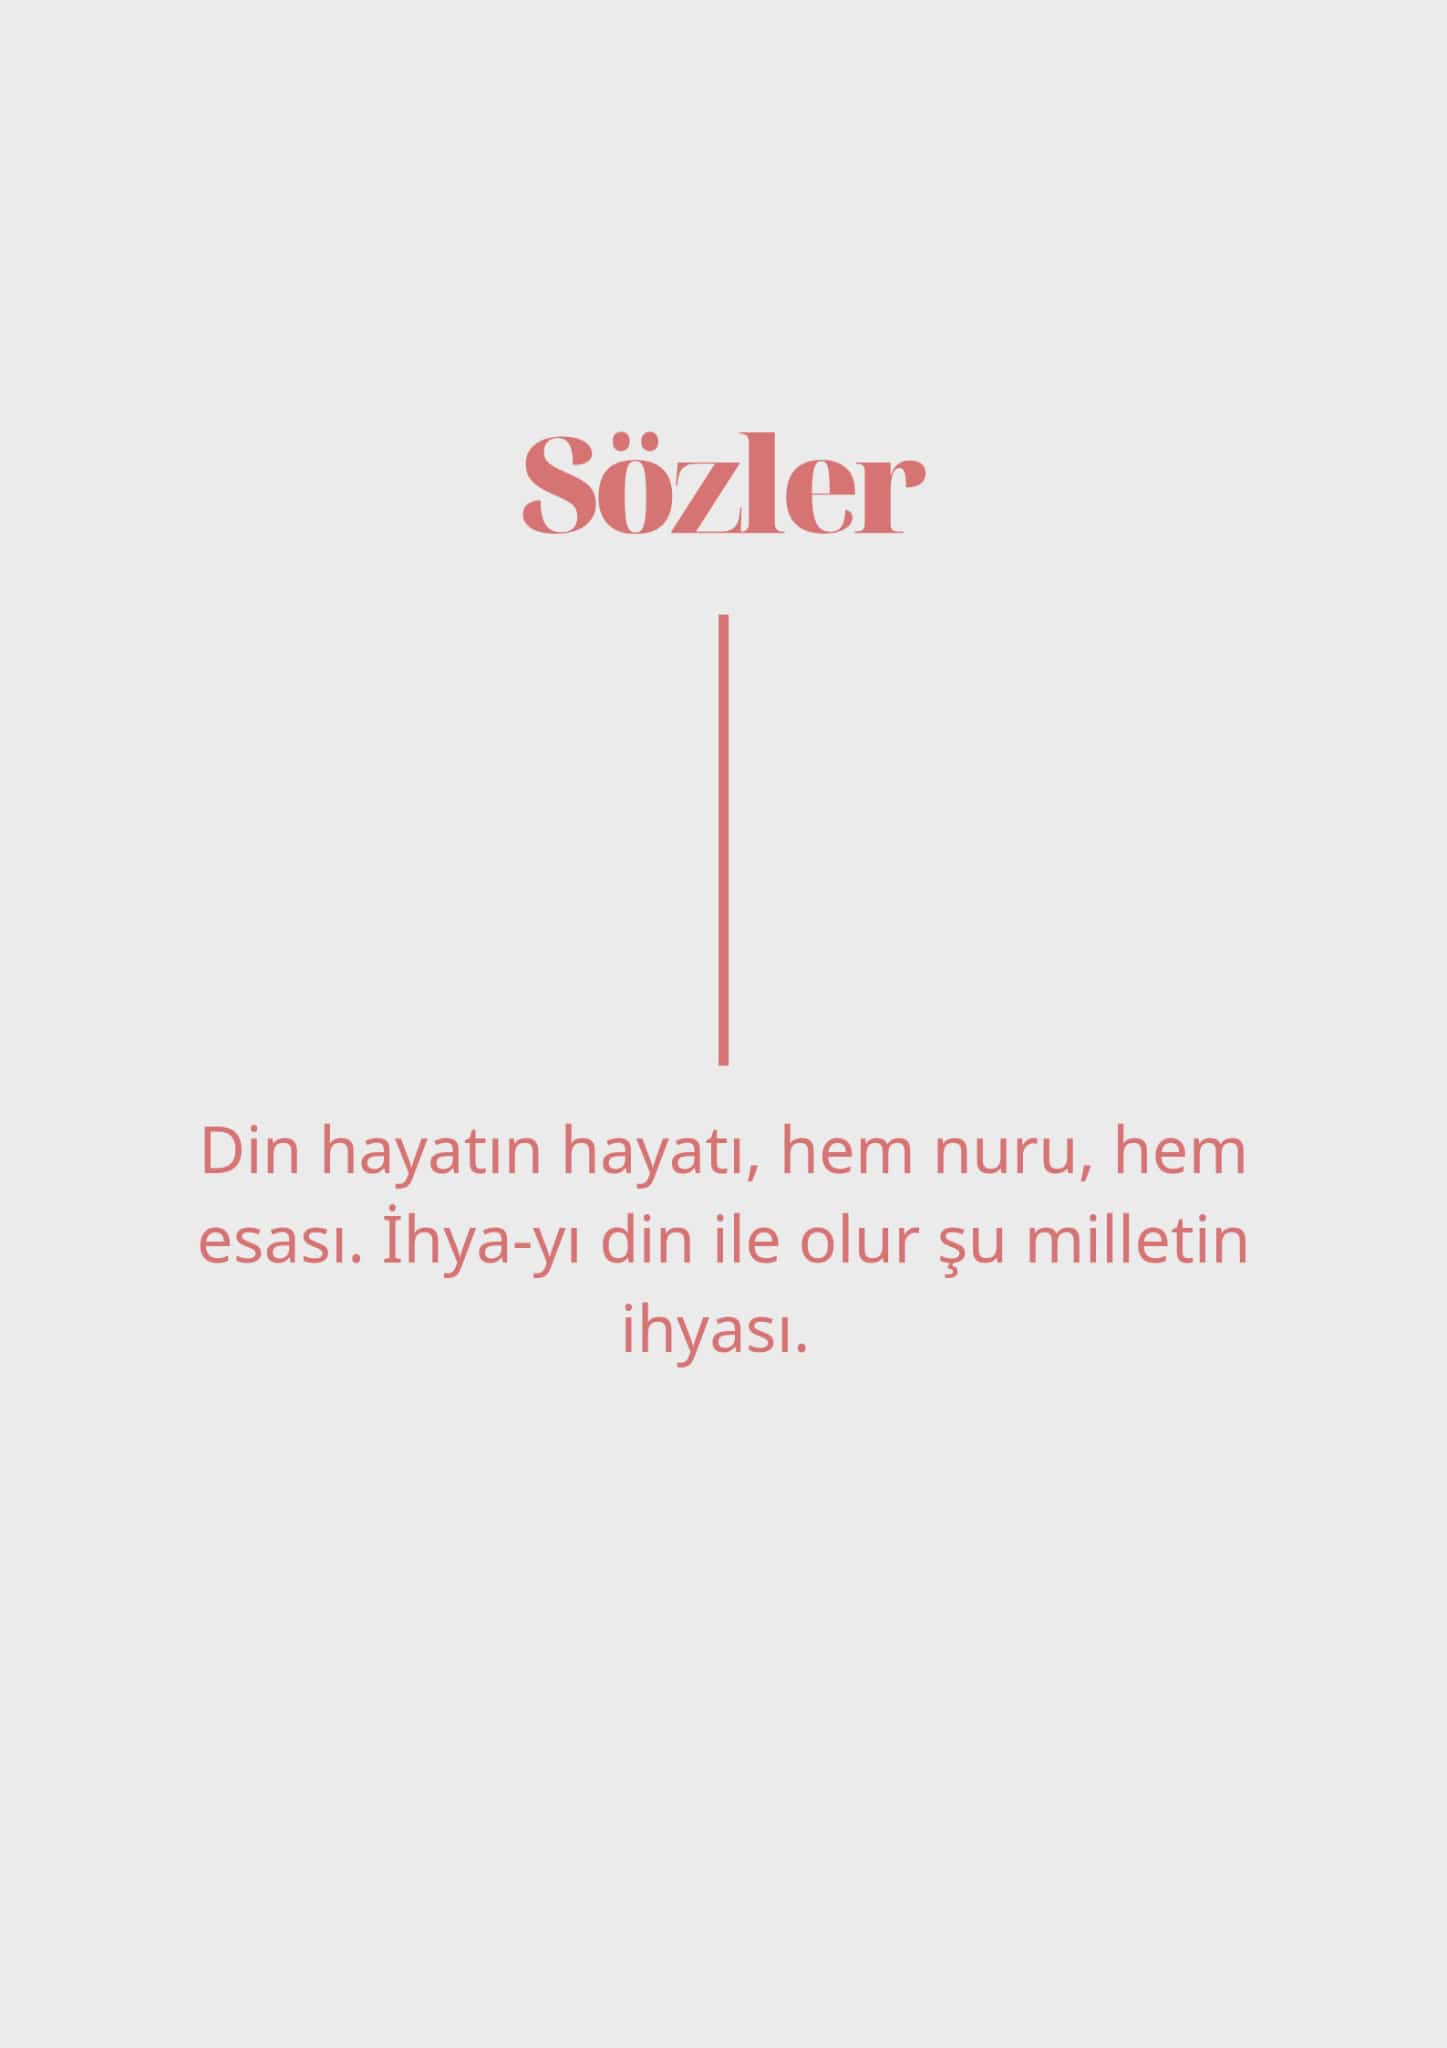 Sözler
Din hayatın hayatı, hem nuru, hem
esası. İhya-yı din ile olur şu milletin
ihyası.